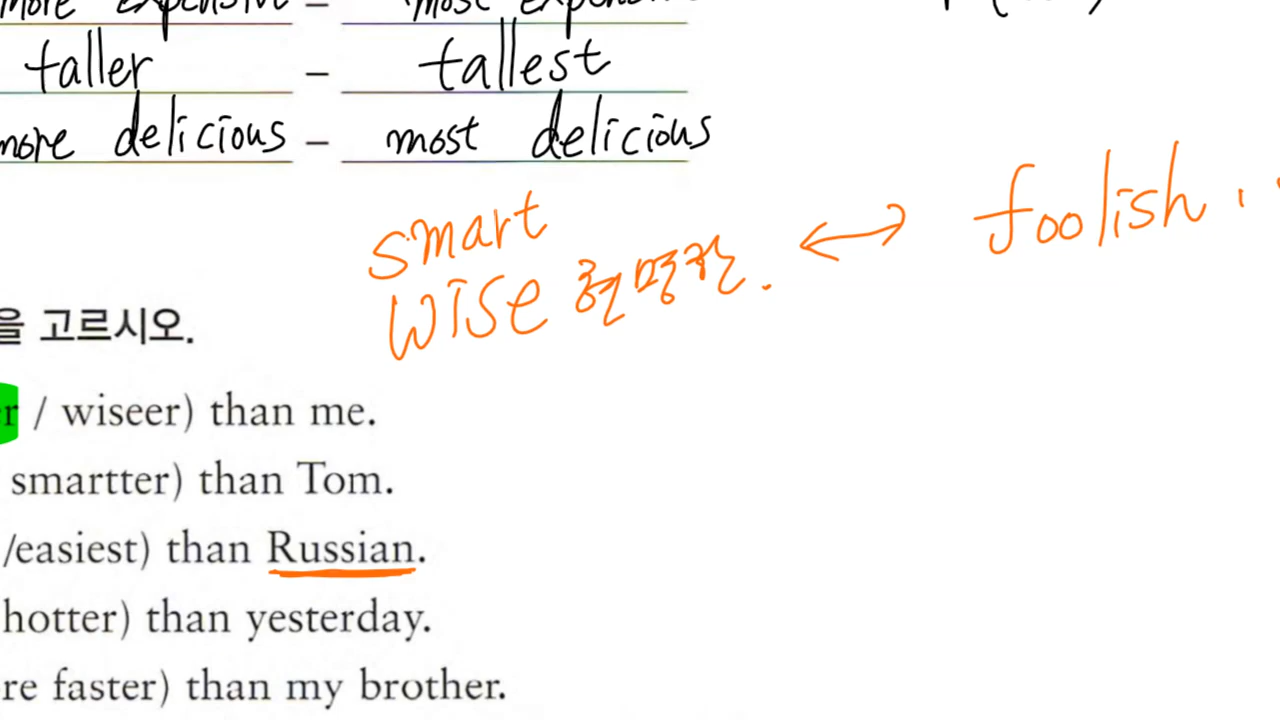 more expensive – most expensive
taller – tallest
more delicious – most delicious
smart
wise 현명한. ↔ foolish..
을 고르시오.
r / wiseer) than me.
smartter) than Tom.
/easiest) than Russian.
hotter) than yesterday.
re faster) than my brother.